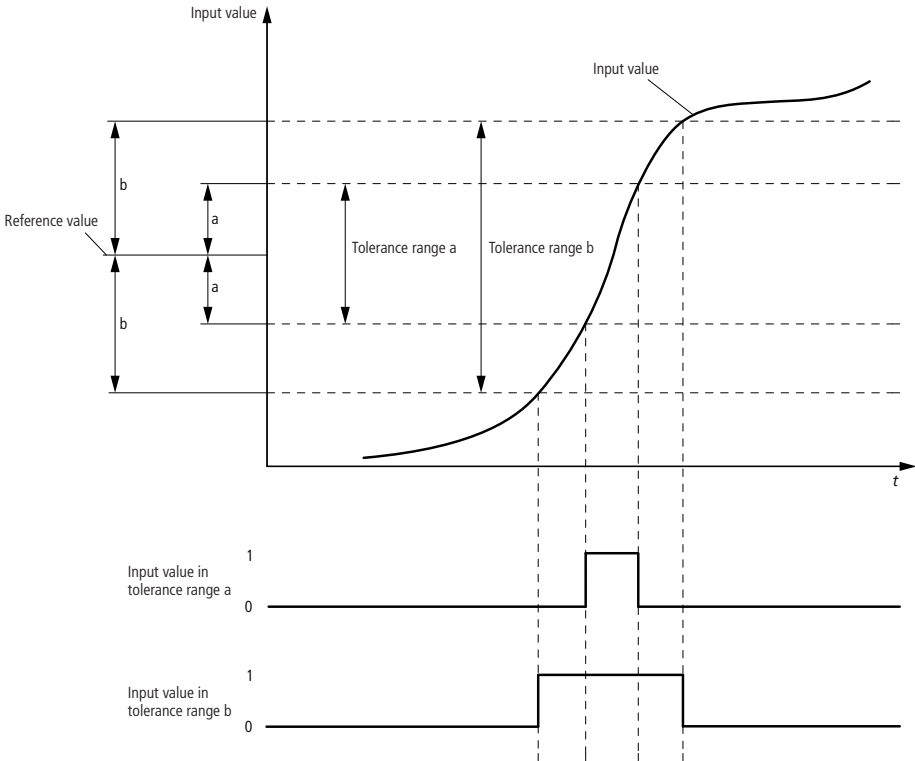 Input value
Input value
b
a
Reference value
Tolerance range a
Tolerance range b
a
b
t
1
Input value in
tolerance range a
0
1
Input value in
tolerance range b
0